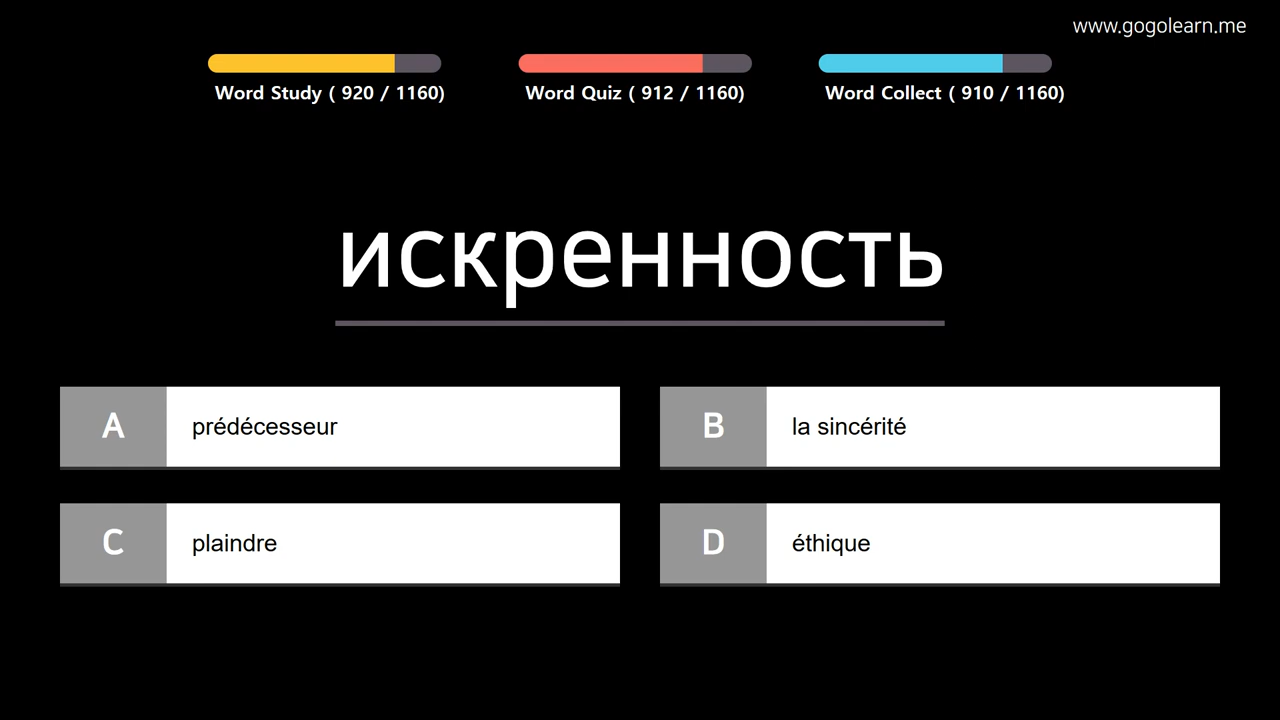 www.gogolearn.me
Word Study ( 920 / 1160)
Word Quiz ( 912 / 1160)
Word Collect ( 910 / 1160)
искренность
A prédécesseur
B la sincérité
C plaindre
D éthique